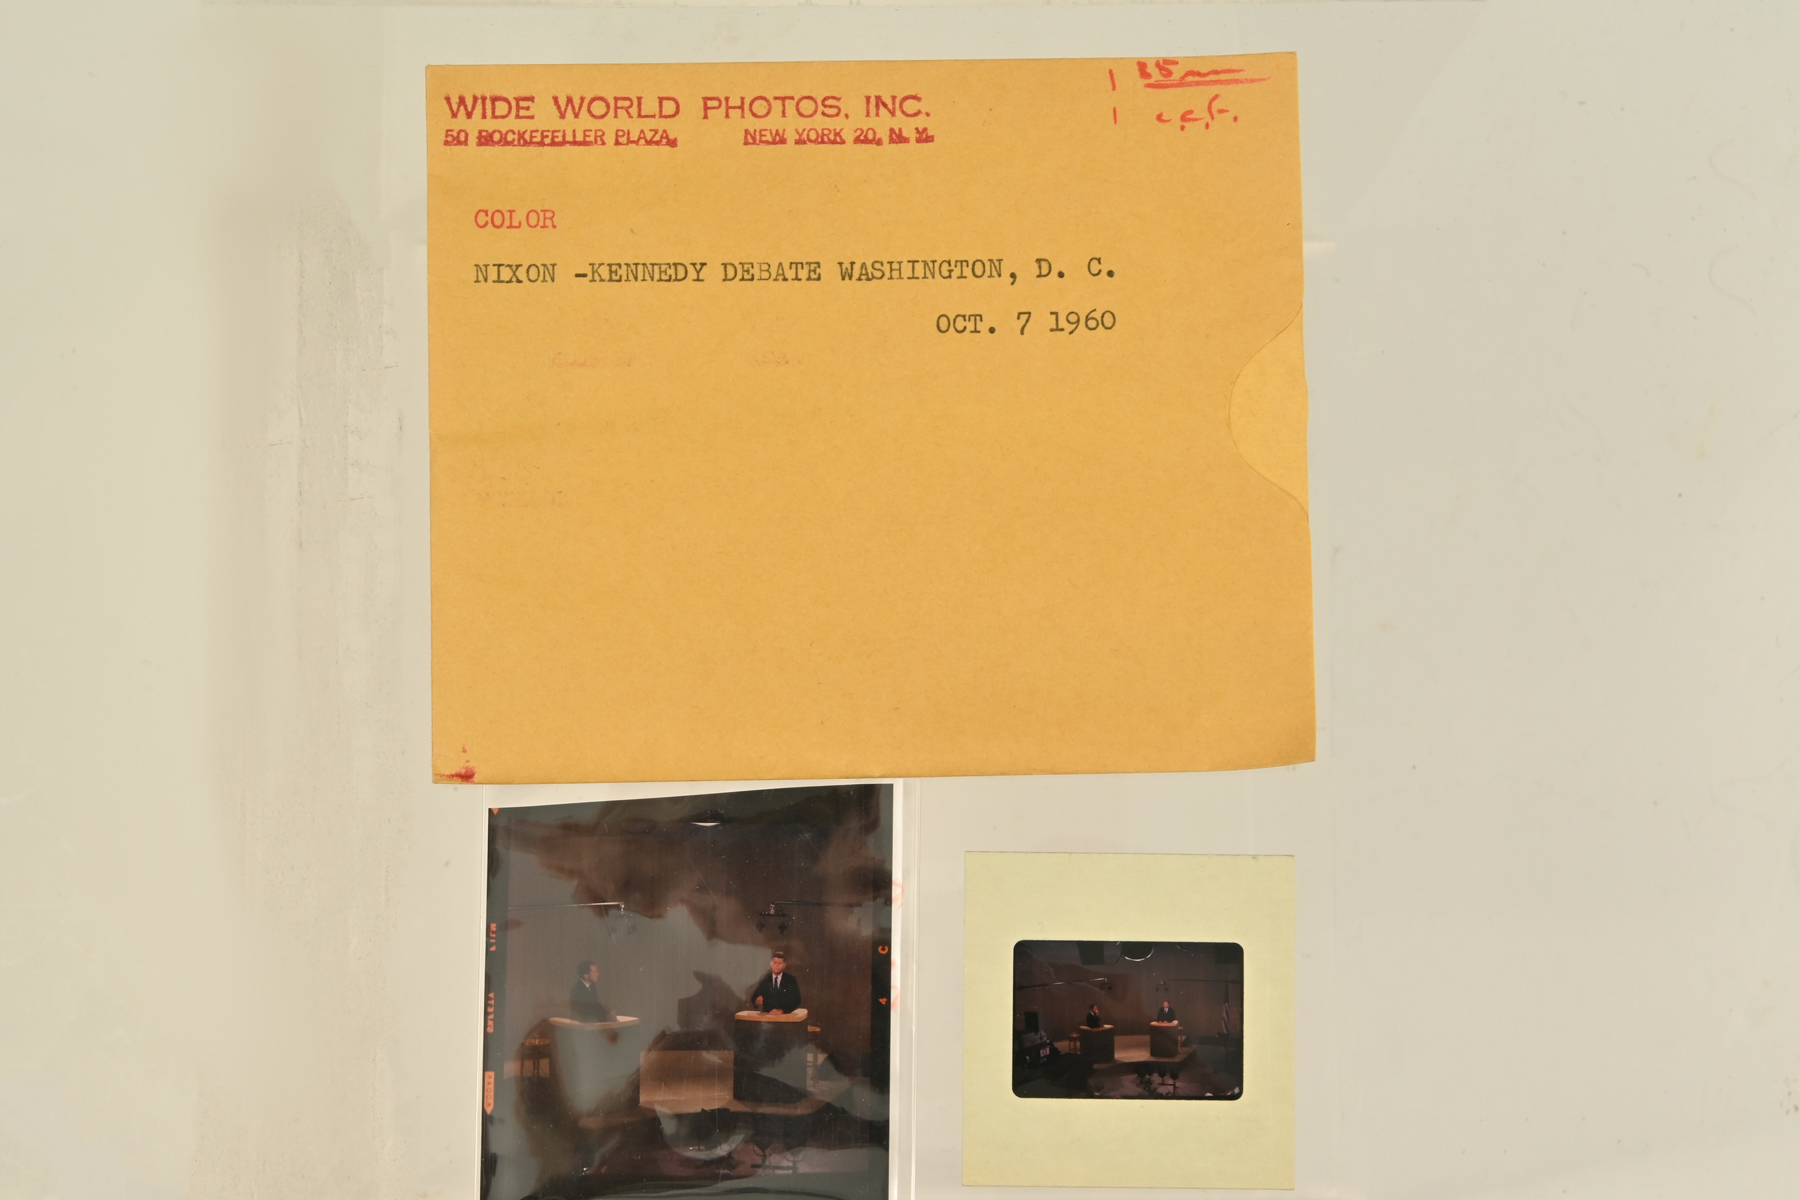 WIDE WORLD PHOTOS, INC.
50 ROCKEFELLER PLAZA, NEW YORK 20, N. Y.
1 35mm
1
COLOR
NIXON -KENNEDY DEBATE WASHINGTON, D. C.
OCT. 7 1960
C
4